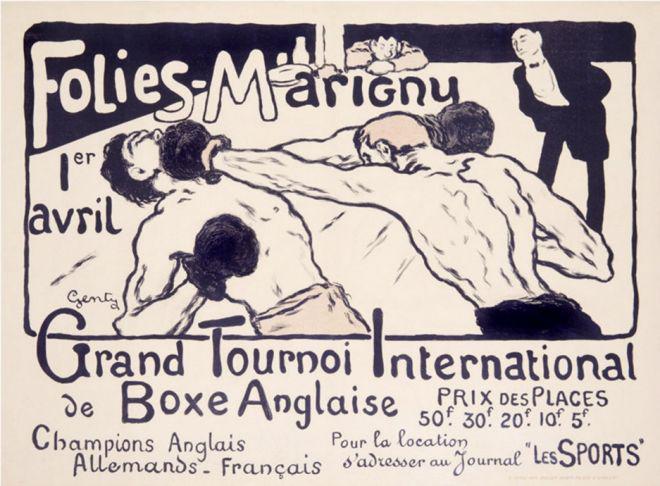 Folies-Marigny
1er
avril
Genty
Grand Tournoi International
de Boxe Anglaise
PRIX DES PLACES
50f. 30f. 20f. 10f. 5f.
Champions Anglais
Allemands - Français
Pour la location
s'adresser au Journal "LES SPORTS"